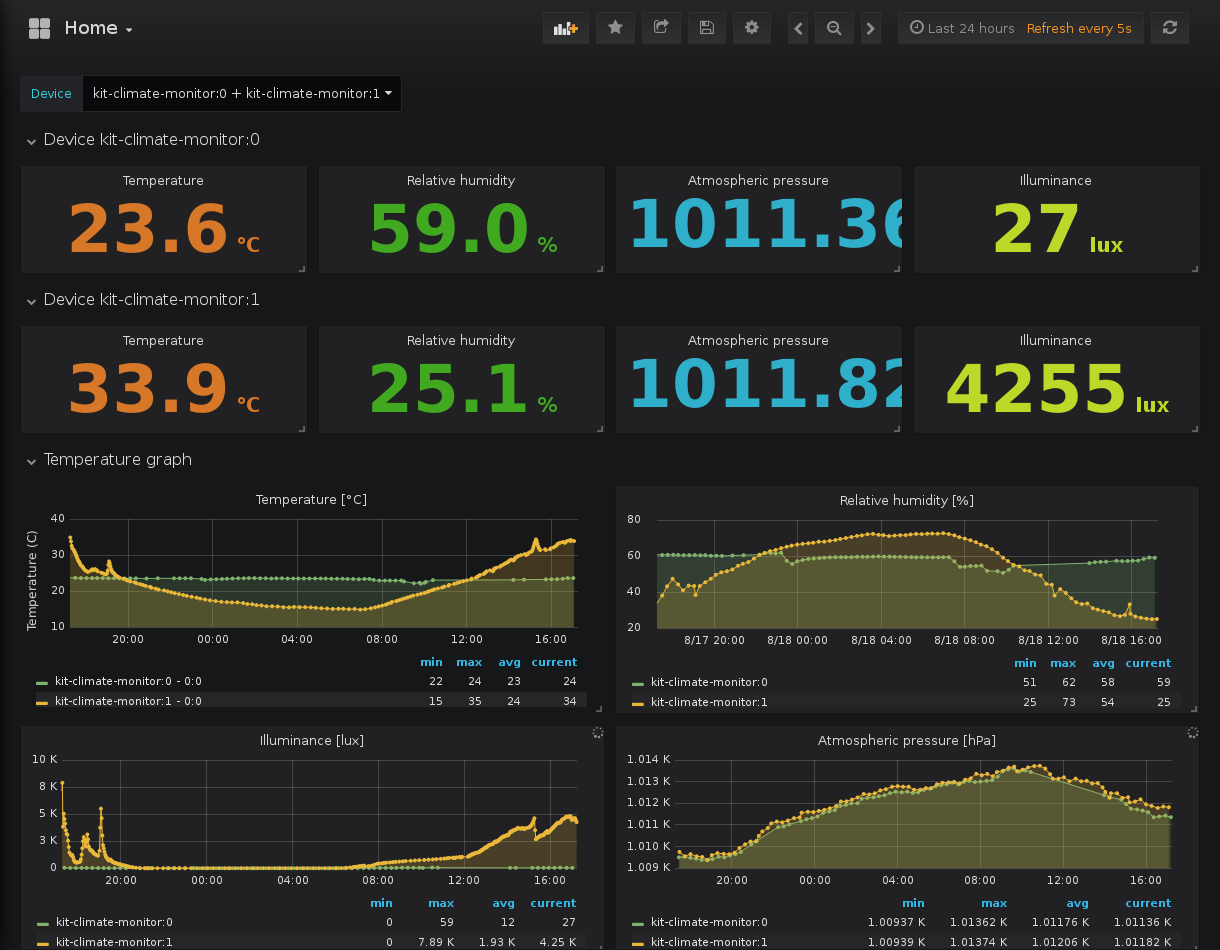 Home
Last 24 hours Refresh every 5s
Device kit-climate-monitor:0 + kit-climate-monitor:1
Device kit-climate-monitor:0
Temperature Relative humidity Atmospheric pressure Illuminance
23.6 °C 59.0 % 1011.36 27 lux
Device kit-climate-monitor:1
Temperature Relative humidity Atmospheric pressure Illuminance
33.9 °C 25.1 % 1011.82 4255 lux
Temperature graph
Temperature [°C]
Temperature (C)
40
30
20
10
20:00 00:00 04:00 08:00 12:00 16:00
min max avg current
kit-climate-monitor:0 - 0:0 22 24 23 24
kit-climate-monitor:1 - 0:0 15 35 24 34
Relative humidity [%]
80
60
40
20
8/17 20:00 8/18 00:00 8/18 04:00 8/18 08:00 8/18 12:00 8/18 16:00
min max avg current
kit-climate-monitor:0 51 62 58 59
kit-climate-monitor:1 25 73 54 25
Illuminance [lux]
10 K
8 K
5 K
3 K
0
20:00 00:00 04:00 08:00 12:00 16:00
min max avg current
kit-climate-monitor:0 0 59 12 27
kit-climate-monitor:1 0 7.89 K 1.93 K 4.25 K
Atmospheric pressure [hPa]
1.014 K
1.013 K
1.012 K
1.011 K
1.010 K
1.009 K
20:00 00:00 04:00 08:00 12:00 16:00
min max avg current
kit-climate-monitor:0 1.00937 K 1.01362 K 1.01176 K 1.01136 K
kit-climate-monitor:1 1.00939 K 1.01374 K 1.01206 K 1.01182 K